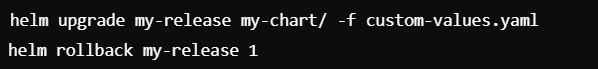 helm upgrade my-release my-chart/ -f custom-values.yaml
helm rollback my-release 1